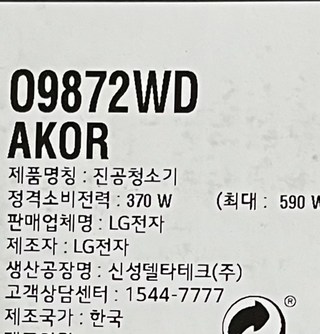 O9872WD
AKOR
제품명칭 : 진공청소기
정격소비전력 : 370 W (최대 : 590 W
판매업체명 : LG전자
제조자 : LG전자
생산공장명 : 신성델타테크(주)
고객상담센터 : 1544-7777
제조국가 : 한국